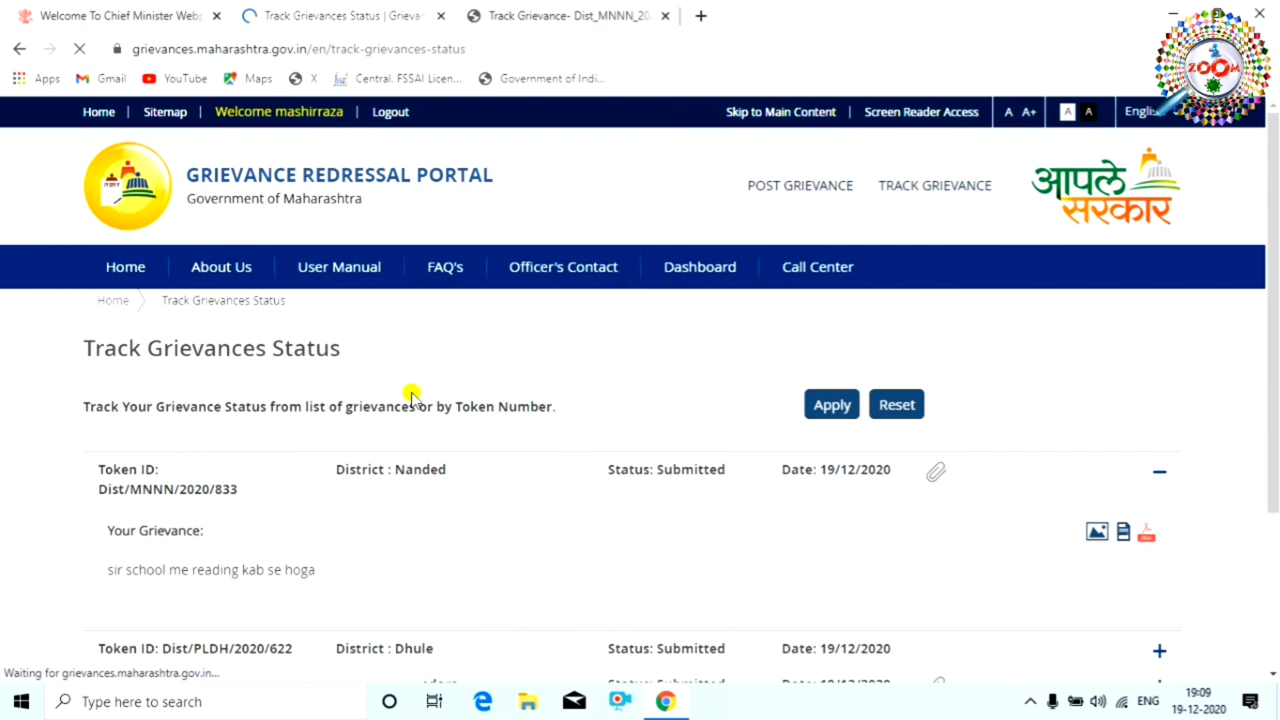 Welcome To Chief Minister Web
Track Grievances Status | Grieva
Track Grievance- Dist_MNNN_20
grievances.maharashtra.gov.in/en/track-grievances-status
Apps
Gmail
YouTube
Maps
X
Central. FSSAI Licen...
Government of Indi...
ZOOM
Home
Sitemap
Welcome mashirraza
Logout
Skip to Main Content
Screen Reader Access
A A+
A A
English
GRIEVANCE REDRESSAL PORTAL
Government of Maharashtra
POST GRIEVANCE
TRACK GRIEVANCE
आपले
सरकार
Home
About Us
User Manual
FAQ's
Officer's Contact
Dashboard
Call Center
Home
Track Grievances Status
Track Grievances Status
Track Your Grievance Status from list of grievances or by Token Number.
Apply
Reset
Token ID:
Dist/MNNN/2020/833
District : Nanded
Status: Submitted
Date: 19/12/2020
Your Grievance:
sir school me reading kab se hoga
Token ID: Dist/PLDH/2020/622
District : Dhule
Status: Submitted
Date: 19/12/2020
Waiting for grievances.maharashtra.gov.in...
Type here to search
ENG
19:09
19-12-2020